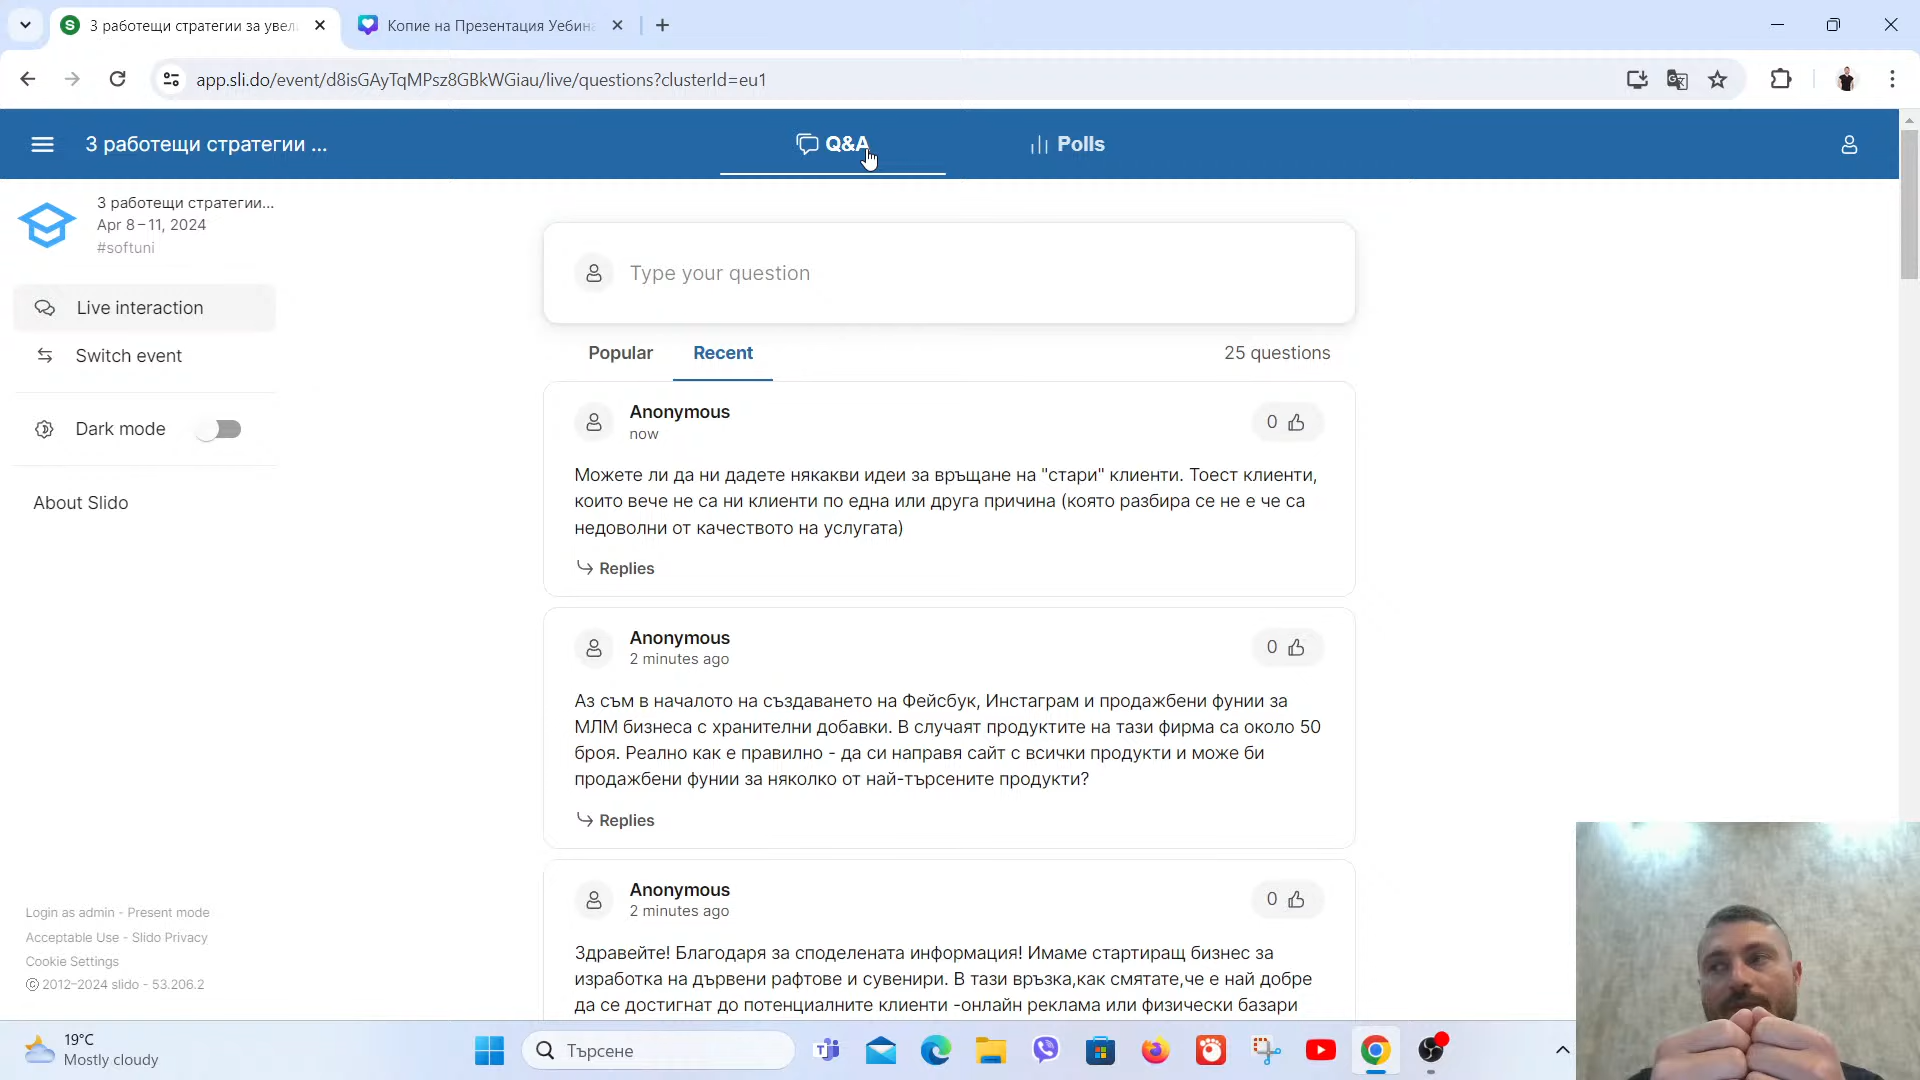 3 работещи стратегии за увел
Копие на Презентация Уебина
app.sli.do/event/d8isGAyTqMPsz8GBkWGiau/live/questions?clusterId=eu1
3 работещи стратегии ...
Q&A
Polls
3 работещи стратегии...
Apr 8 – 11, 2024
#softuni
Live interaction
Switch event
Dark mode
About Slido
Login as admin - Present mode
Acceptable Use - Slido Privacy
Cookie Settings
© 2012–2024 slido - 53.206.2
Type your question
Popular
Recent
25 questions
Anonymous
now
0
Можете ли да ни дадете някакви идеи за връщане на "стари" клиенти. Тоест клиенти,
които вече не са ни клиенти по една или друга причина (която разбира се не е че са
недоволни от качеството на услугата)
Replies
Anonymous
2 minutes ago
0
Аз съм в началото на създаването на Фейсбук, Инстаграм и продажбени фунии за
МЛМ бизнеса с хранителни добавки. В случаят продуктите на тази фирма са около 50
броя. Реално как е правилно - да си направя сайт с всички продукти и може би
продажбени фунии за няколко от най-търсените продукти?
Replies
Anonymous
2 minutes ago
0
Здравейте! Благодаря за споделената информация! Имаме стартиращ бизнес за
изработка на дървени рафтове и сувенири. В тази връзка,как смятате,че е най добре
да се достигнат до потенциалните клиенти -онлайн реклама или физически базари
19°C
Mostly cloudy
Търсене